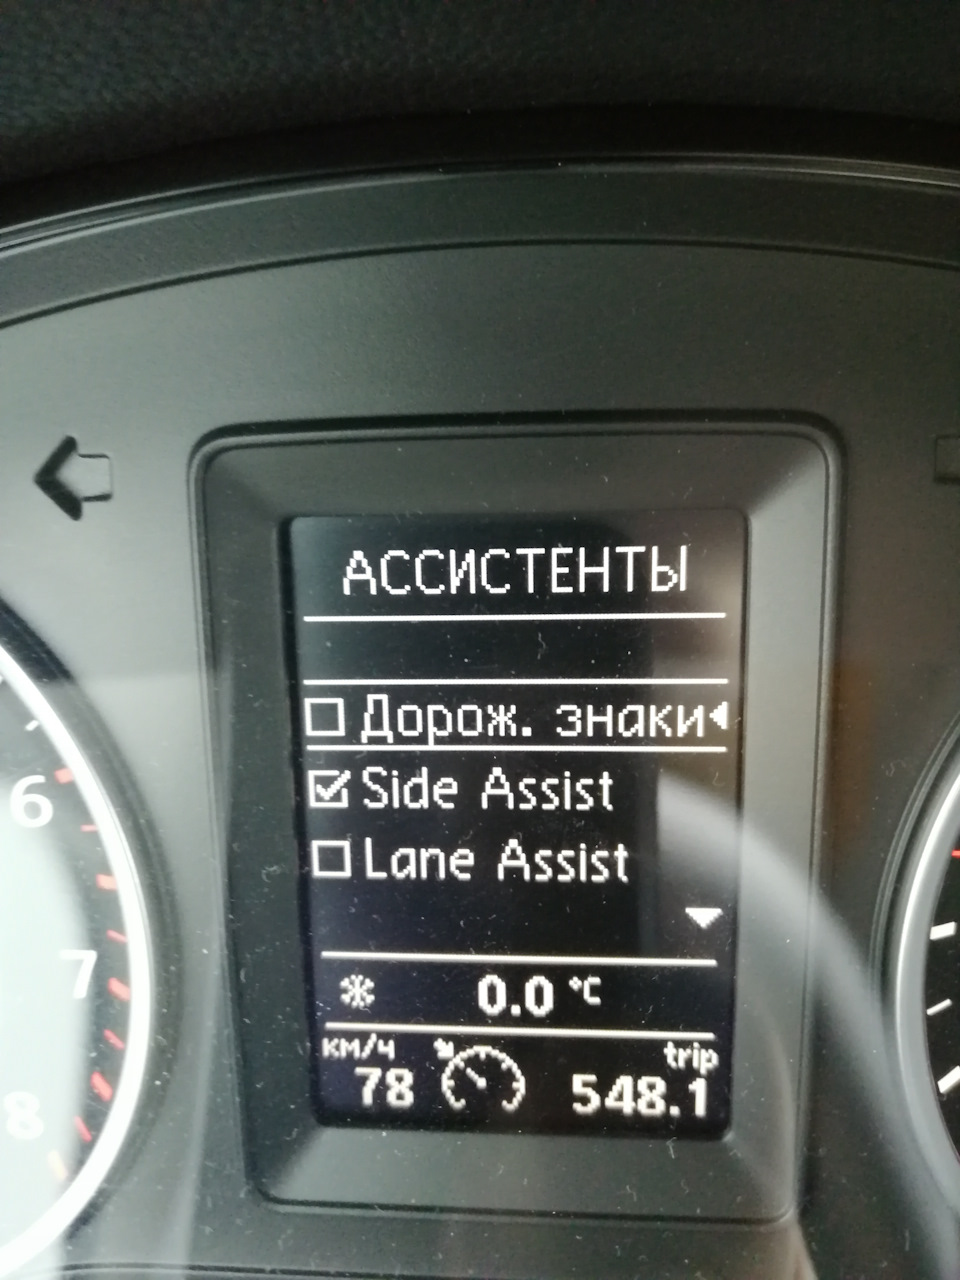 АССИСТЕНТЫ
Дорож. знаки
Side Assist
Lane Assist
6
7
8
0.0 °C
км/ч
trip
78
548.1